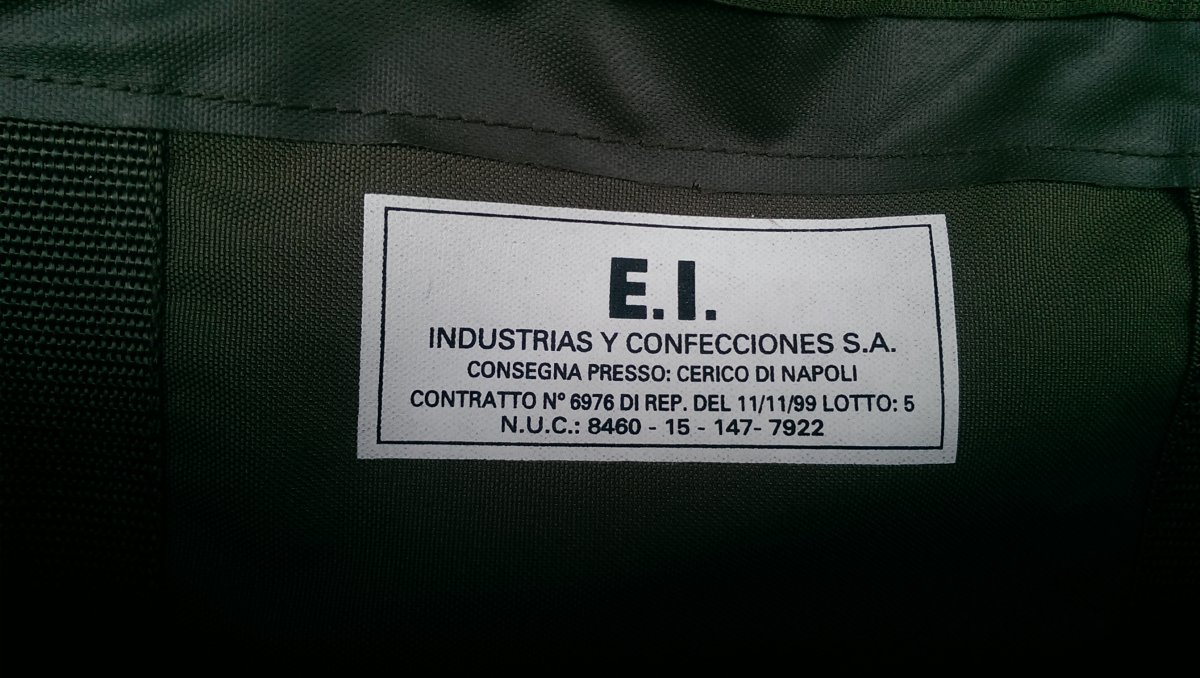 E.I.
INDUSTRIAS Y CONFECCIONES S.A.
CONSEGNA PRESSO: CERICO DI NAPOLI
CONTRATTO N° 6976 DI REP. DEL 11/11/99 LOTTO: 5
N.U.C.: 8460 - 15 - 147- 7922